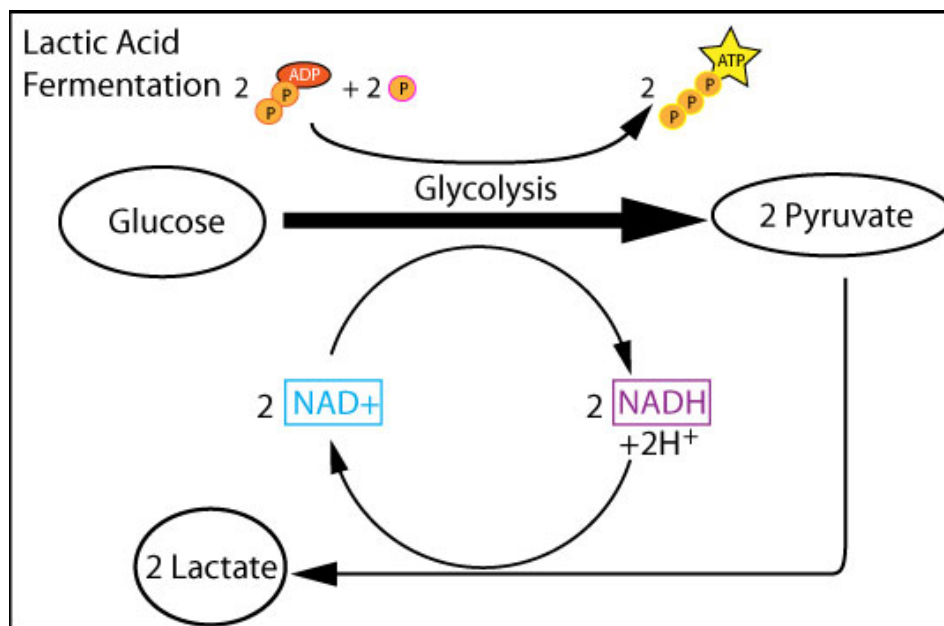 Lactic Acid
Fermentation
2 ADP P P + 2 P
2 ATP P P P
Glycolysis
Glucose
2 Pyruvate
2 NAD+
2 NADH
+2H⁺
2 Lactate